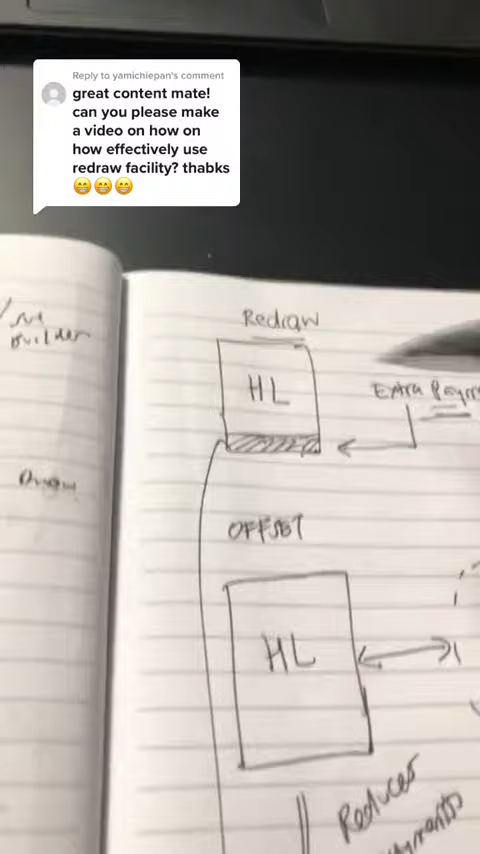 Reply to yamichiepan's comment
great content mate!
can you please make
a video on how on
how effectively use
redraw facility? thabks
😁😁😁
Redraw
HL
Extra
OFFSET
HL
Reduces